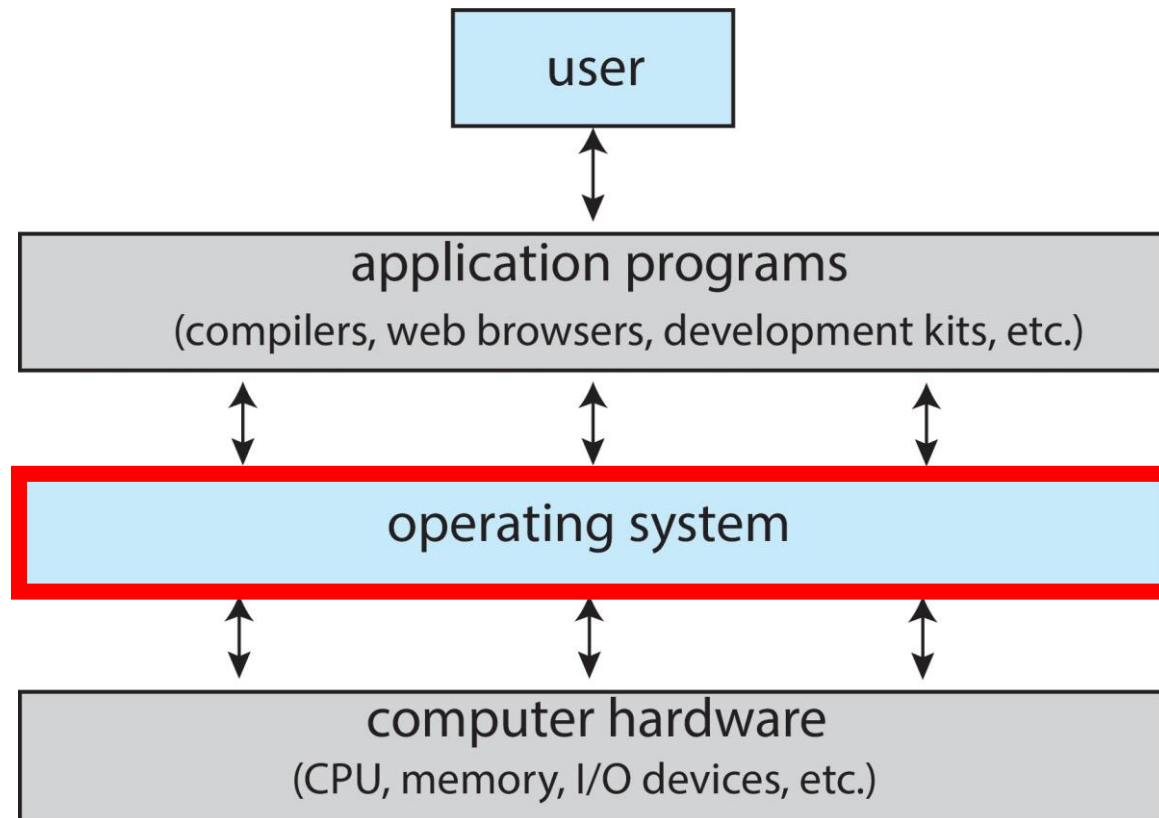 user
application programs
(compilers, web browsers, development kits, etc.)
operating system
computer hardware
(CPU, memory, I/O devices, etc.)